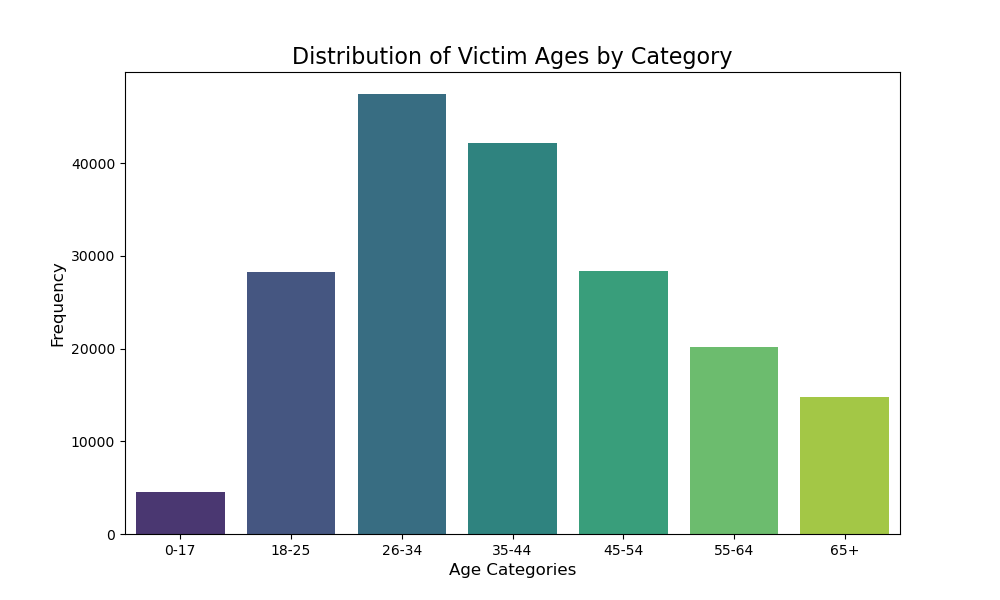 Distribution of Victim Ages by Category
Frequency
40000
30000
20000
10000
0
0-17 18-25 26-34 35-44 45-54 55-64 65+
Age Categories